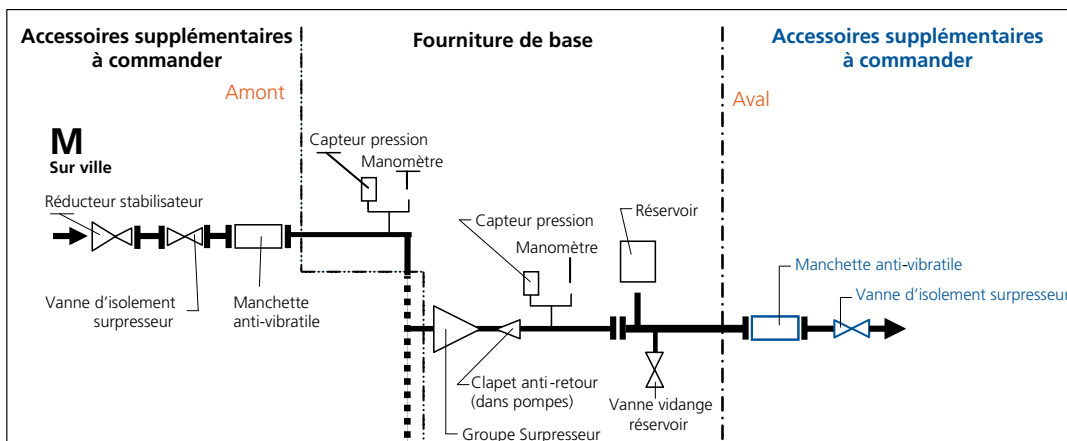 Accessoires supplémentaires
à commander
Fourniture de base
Accessoires supplémentaires
à commander
Amont
Aval
M
Sur ville
Capteur pression
Manomètre
Réducteur stabilisateur
Capteur pression
Manomètre
Réservoir
Vanne d’isolement
surpresseur
Manchette
anti-vibratile
Manchette anti-vibratile
Vanne d’isolement surpresseur
Clapet anti-retour
(dans pompes)
Vanne vidange
réservoir
Groupe Surpresseur